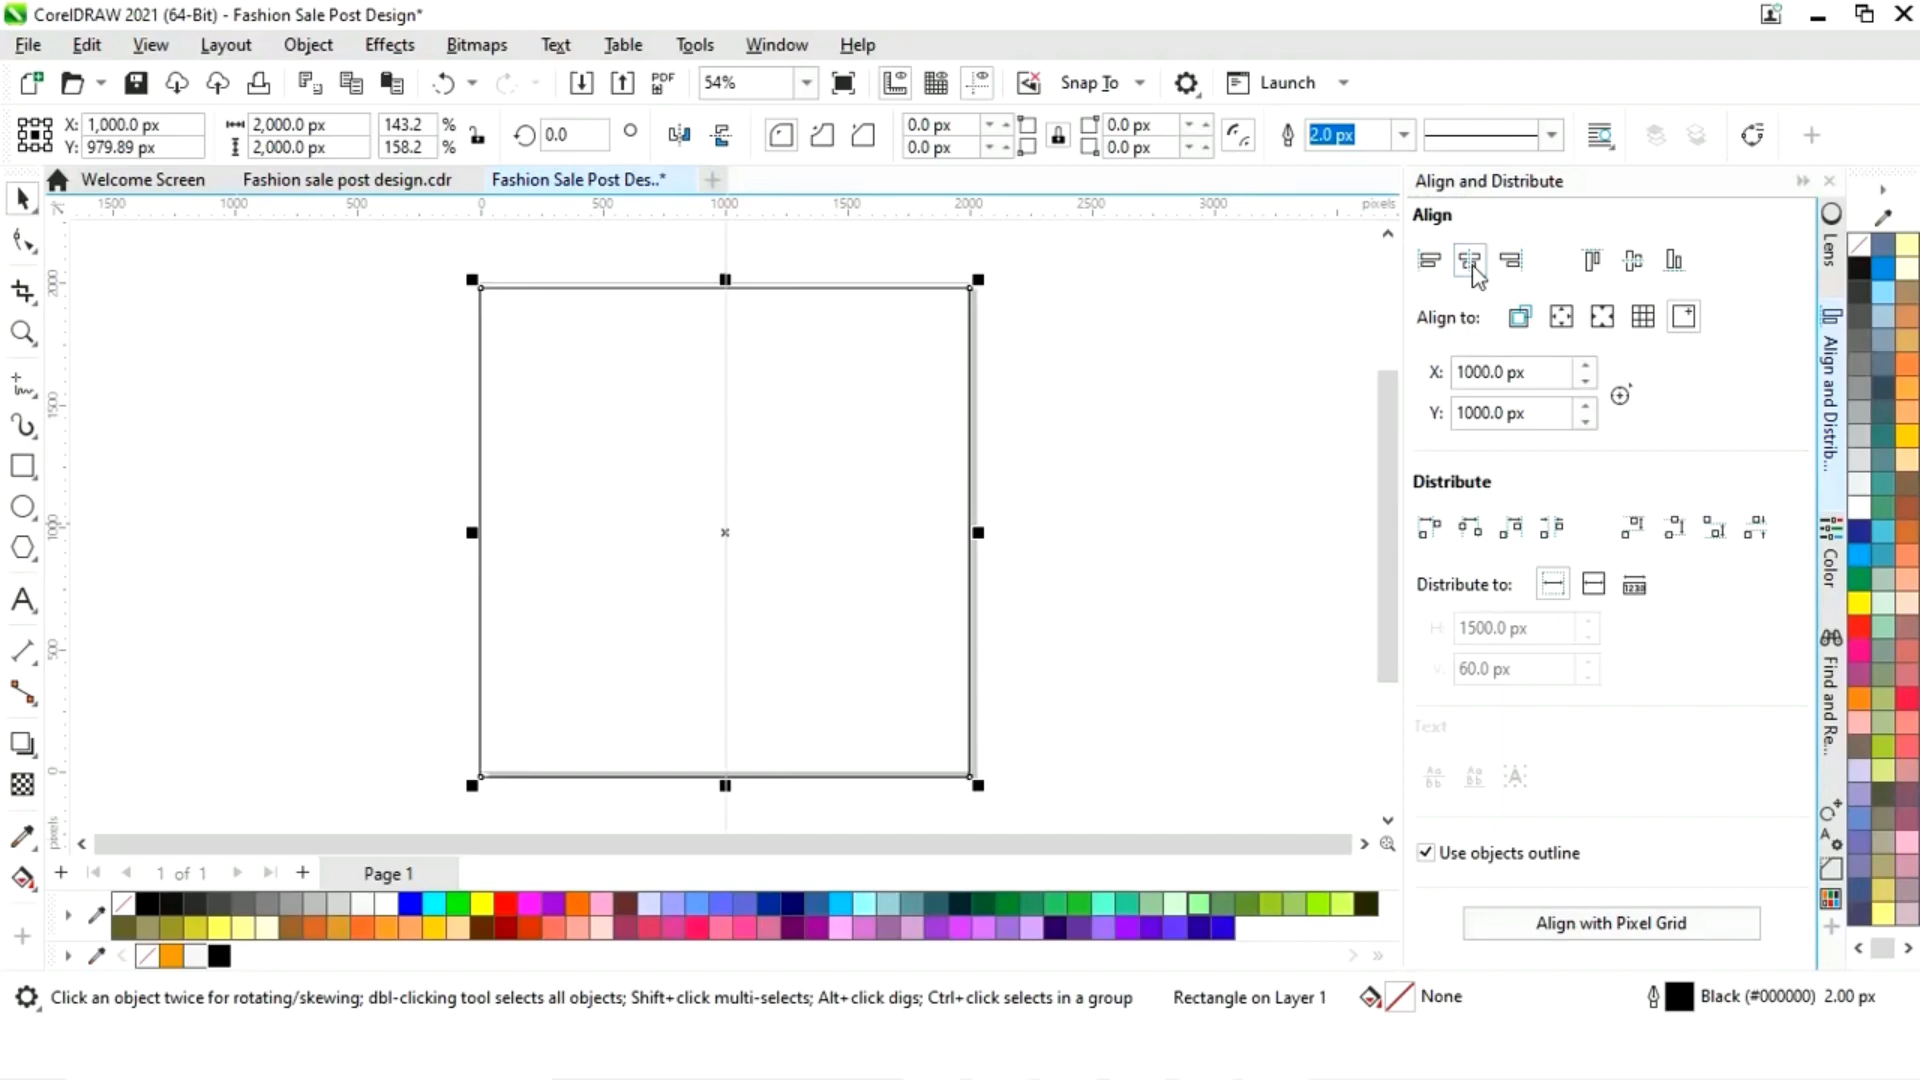 CorelDRAW 2021 (64-Bit) - Fashion Sale Post Design*
File Edit View Layout Object Effects Bitmaps Text Table Tools Window Help
PDF 54% Snap To Launch
X: 1,000.0 px 2,000.0 px 143.2 % 0.0 0.0 px 0.0 px 2.0 px
Y: 979.89 px 2,000.0 px 158.2 % 0.0 px 0.0 px
Welcome Screen Fashion sale post design.cdr Fashion Sale Post Des..*
1500 1000 500 0 500 1000 1500 2000 2500 3000 pixels
2000
1500
1000
500
0
pixels
Align and Distribute
Align
Align to:
X: 1000.0 px
Y: 1000.0 px
Distribute
Distribute to:
H: 1500.0 px
V: 60.0 px
Text
Use objects outline
Align with Pixel Grid
Lens
Align and Distrib...
Color
Find and Re...
1 of 1 Page 1
Click an object twice for rotating/skewing; dbl-clicking tool selects all objects; Shift+click multi-selects; Alt+click digs; Ctrl+click selects in a group Rectangle on Layer 1 None Black (#000000) 2.00 px